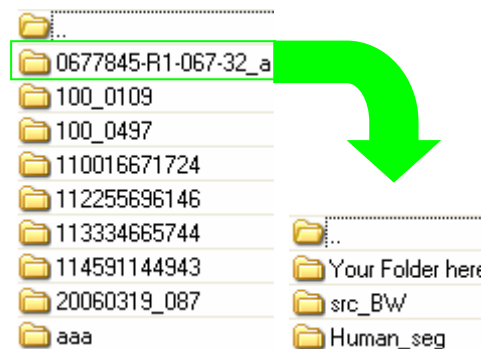 ..
0677845-R1-067-32_a
100_0109
100_0497
110016671724
112255696146
113334665744
114591144943
20060319_087
aaa
..
Your Folder here
src_BW
Human_seg